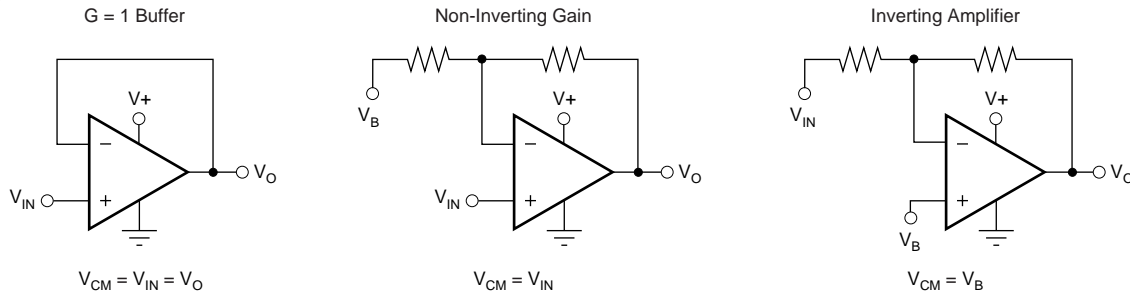 G = 1 Buffer
V+
−
V_IN
+
V_O
V_CM = V_IN = V_O
Non-Inverting Gain
V_B
V+
−
V_IN
+
V_O
V_CM = V_IN
Inverting Amplifier
V_IN
V+
−
+
V_B
V_O
V_CM = V_B